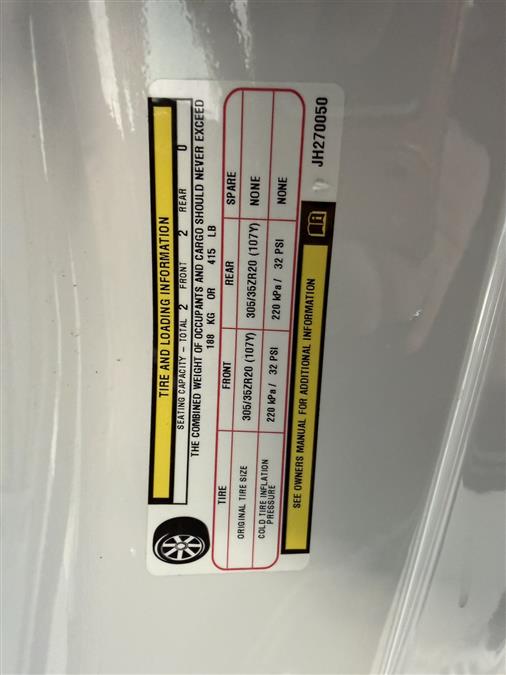 TIRE AND LOADING INFORMATION
SEATING CAPACITY – TOTAL 2 FRONT 2 REAR 0
THE COMBINED WEIGHT OF OCCUPANTS AND CARGO SHOULD NEVER EXCEED
188 KG OR 415 LB
TIRE FRONT REAR SPARE
ORIGINAL TIRE SIZE 305/35ZR20 (107Y) 305/35ZR20 (107Y) NONE
COLD TIRE INFLATION
PRESSURE 220 kPa / 32 PSI 220 kPa / 32 PSI NONE
SEE OWNERS MANUAL FOR ADDITIONAL INFORMATION
JH270050